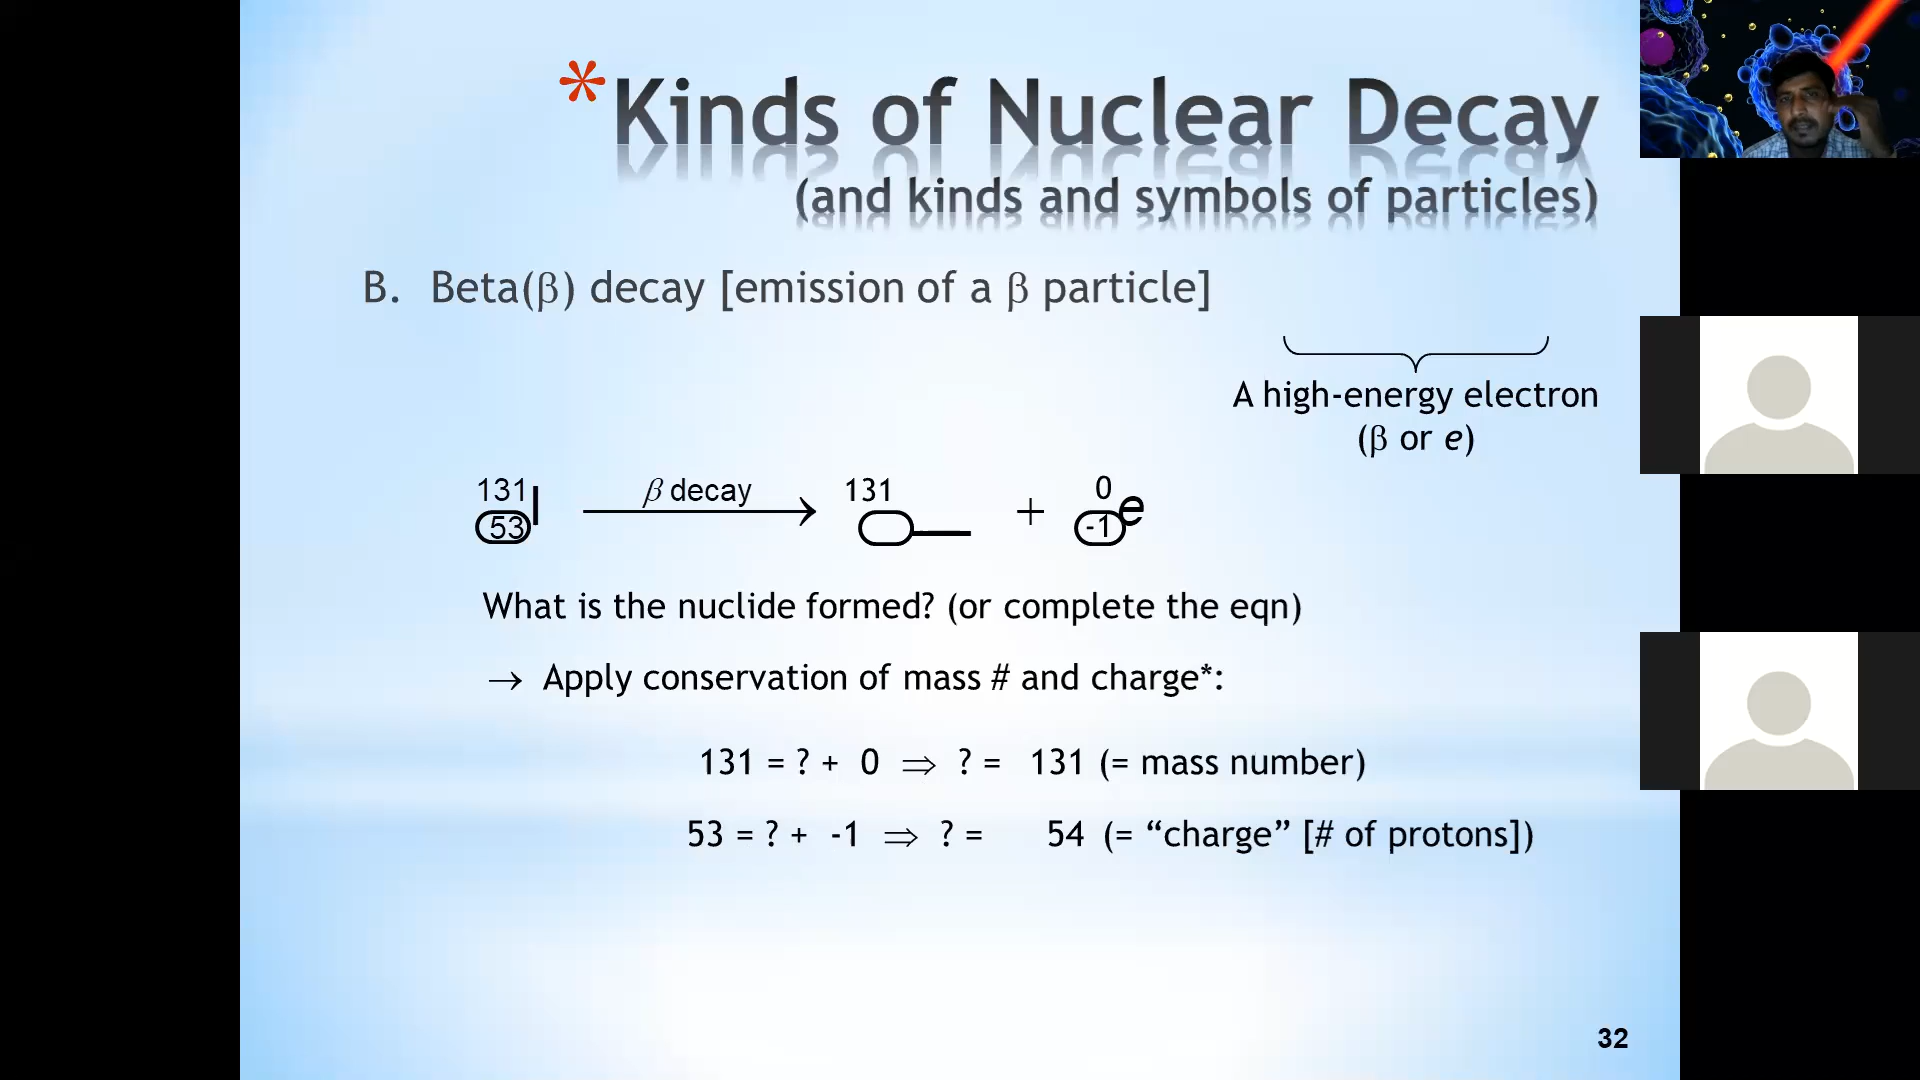 *Kinds of Nuclear Decay
(and kinds and symbols of particles)
B. Beta(β) decay [emission of a β particle]
A high-energy electron
(β or e)
131 53 I β decay → 131 __ + 0 -1 e
What is the nuclide formed? (or complete the eqn)
→ Apply conservation of mass # and charge*:
131 = ? + 0 ⇒ ? = 131 (= mass number)
53 = ? + -1 ⇒ ? = 54 (= “charge” [# of protons])
32